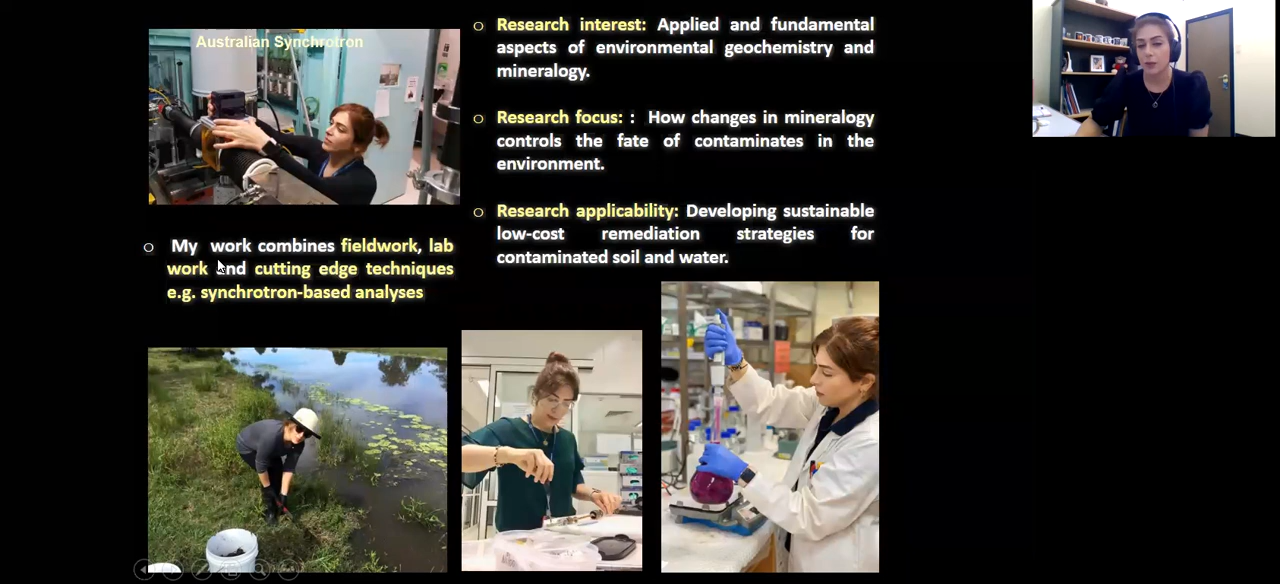 Australian Synchrotron
o My work combines fieldwork, lab
work and cutting edge techniques
e.g. synchrotron-based analyses
o Research interest: Applied and fundamental
aspects of environmental geochemistry and
mineralogy.
o Research focus: : How changes in mineralogy
controls the fate of contaminates in the
environment.
o Research applicability: Developing sustainable
low-cost remediation strategies for
contaminated soil and water.